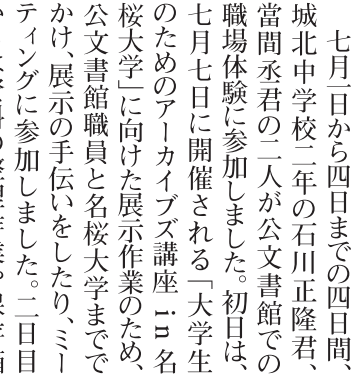 七月一日から四日までの四日間、
城北中学校二年の石川正隆君、
當間丞君の二人が公文書館での
職場体験に参加しました。初日は、
七月七日に開催される「大学生
のためのアーカイブズ講座 in 名
桜大学」に向けた展示作業のため、
公文書館職員と名桜大学までで
かけ、展示の手伝いをしたり、ミー
ティングに参加しました。二日目